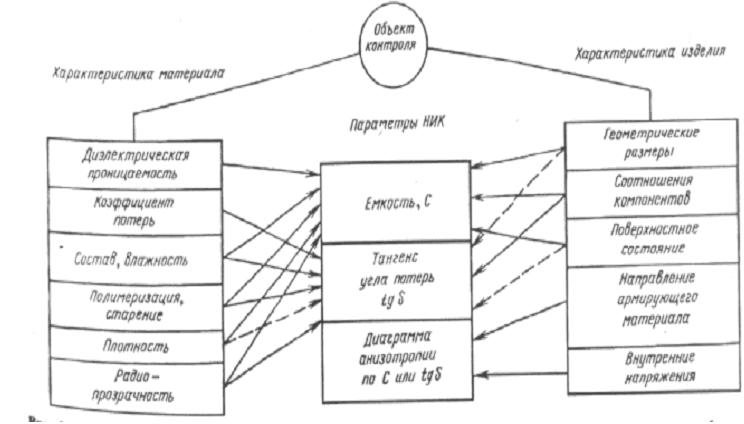 Объект
контроля
Характеристика материала
Характеристика изделия
Параметры НИК
Диэлектрическая
проницаемость
Коэффициент
потерь
Состав, влажность
Полимеризация,
старение
Плотность
Радио-
прозрачность
Емкость, C
Тангенс
угла потерь
tg δ
Диаграмма
анизотропии
по C или tgδ
Геометрические
размеры
Соотношения
компонентов
Поверхностное
состояние
Направление
армирующего
материала
Внутренние
напряжения